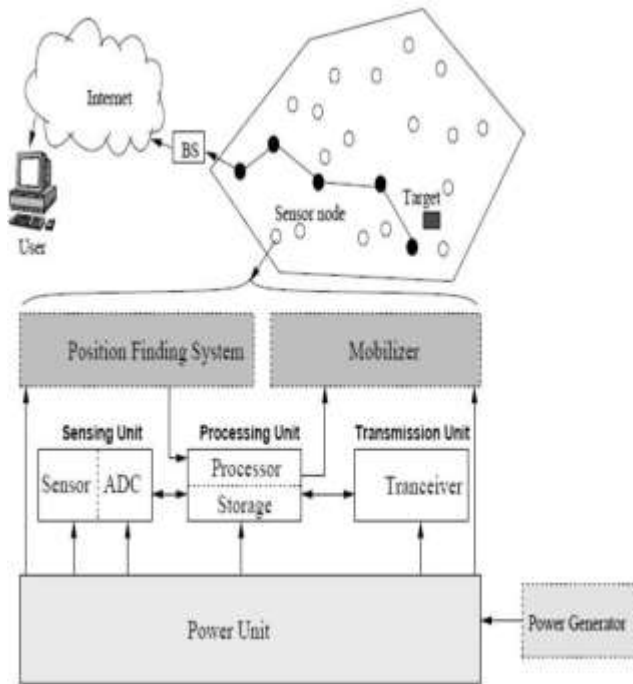 Internet
BS
User
Sensor node
Target
Position Finding System
Mobilizer
Sensing Unit
Processing Unit
Transmission Unit
Sensor
ADC
Processor
Storage
Tranceiver
Power Unit
Power Generator